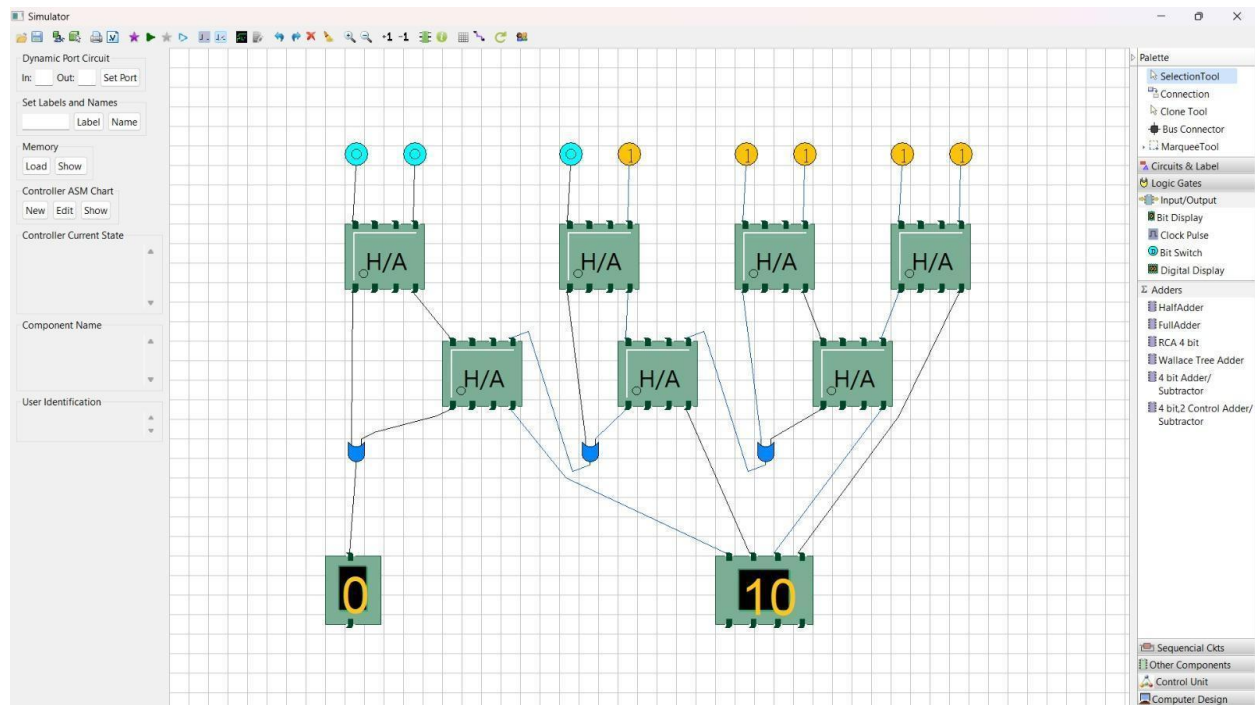 Simulator
+1 -1
Dynamic Port Circuit
In: Out: Set Port
Set Labels and Names
Label Name
Memory
Load Show
Controller ASM Chart
New Edit Show
Controller Current State
Component Name
User Identification
0 0 0 1 1 1 1 1
H/A H/A H/A H/A
H/A H/A H/A
0 10
Palette
SelectionTool
Connection
Clone Tool
Bus Connector
MarqueeTool
Circuits & Label
Logic Gates
Input/Output
Bit Display
Clock Pulse
Bit Switch
Digital Display
Σ Adders
HalfAdder
FullAdder
RCA 4 bit
Wallace Tree Adder
4 bit Adder/
Subtractor
4 bit,2 Control Adder/
Subtractor
Sequencial Ckts
Other Components
Control Unit
Computer Design